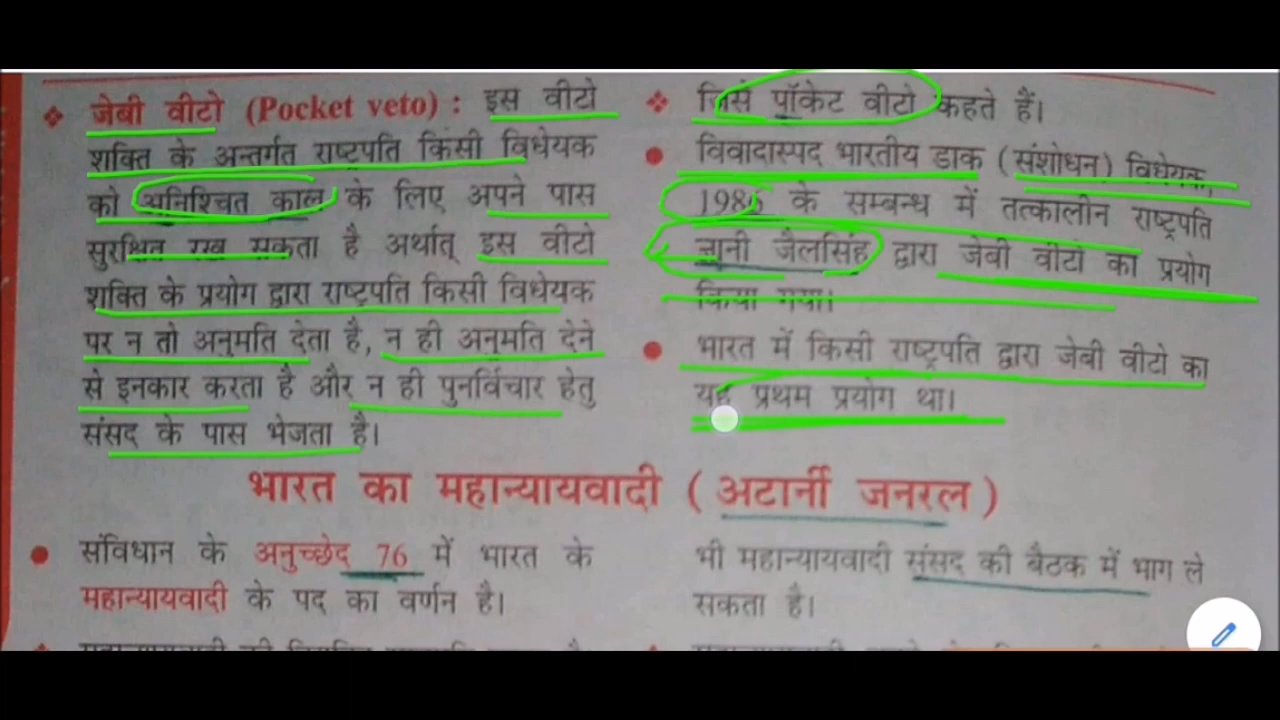 ❖ जेबी वीटो (Pocket veto) : इस वीटो
शक्ति के अन्तर्गत राष्ट्रपति किसी विधेयक
को अनिश्चित काल के लिए अपने पास
सुरक्षित रख सकता है अर्थात् इस वीटो
शक्ति के प्रयोग द्वारा राष्ट्रपति किसी विधेयक
पर न तो अनुमति देता है, न ही अनुमति देने
से इनकार करता है और न ही पुनर्विचार हेतु
संसद के पास भेजता है।
❖ जिसे पॉकेट वीटो कहते हैं।
● विवादास्पद भारतीय डाक (संशोधन) विधेयक,
1986 के सम्बन्ध में तत्कालीन राष्ट्रपति
ज्ञानी जैलसिंह द्वारा जेबी वीटो का प्रयोग
किया गया।
● भारत में किसी राष्ट्रपति द्वारा जेबी वीटो का
यह प्रथम प्रयोग था।
भारत का महान्यायवादी (अटार्नी जनरल)
● संविधान के अनुच्छेद 76 में भारत के
महान्यायवादी के पद का वर्णन है।
भी महान्यायवादी संसद की बैठक में भाग ले
सकता है।